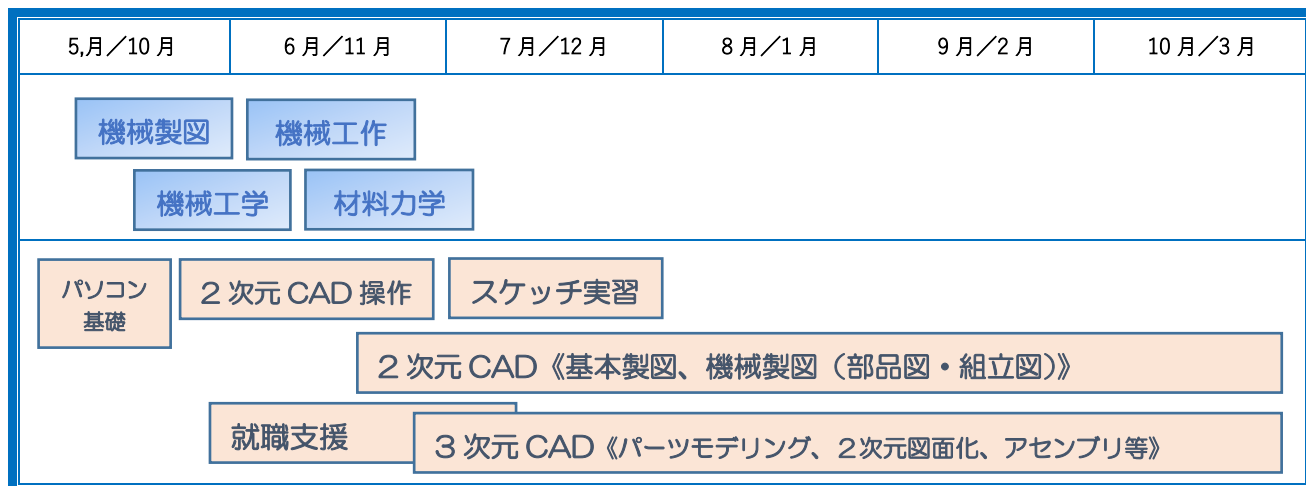 5,月／10 月
6 月／11 月
7 月／12 月
8 月／1 月
9 月／2 月
10 月／3 月
機械製図
機械工作
機械工学
材料力学
パソコン
基礎
２次元 CAD 操作
スケッチ実習
２次元 CAD《基本製図、機械製図（部品図・組立図）》
就職支援
３次元 CAD《パーツモデリング、２次元図面化、アセンブリ等》